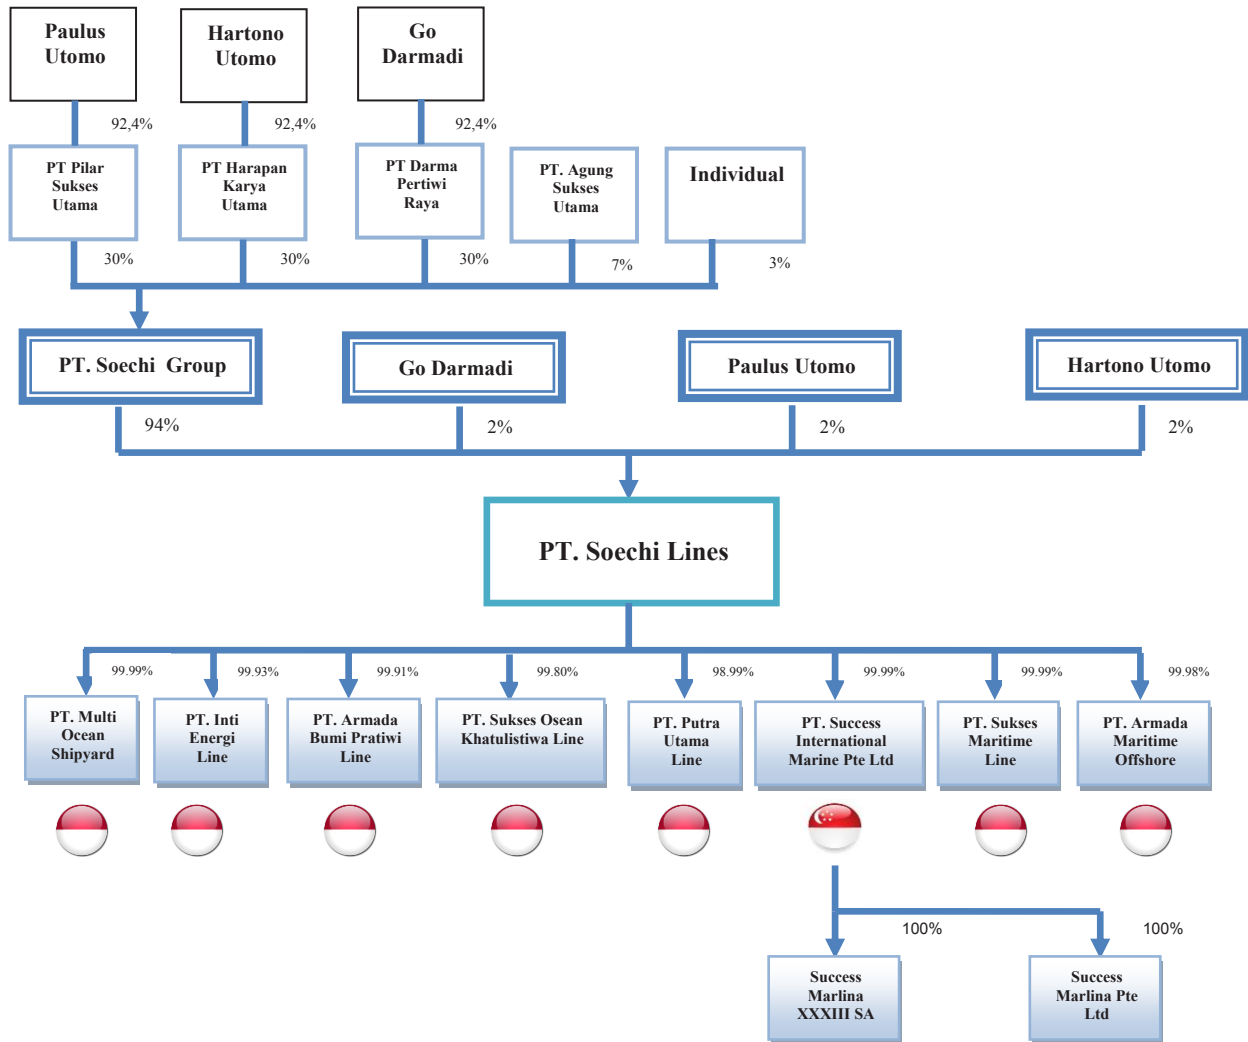 Paulus
Utomo
Hartono
Utomo
Go
Darmadi
92,4%
92,4%
92,4%
PT Pilar
Sukses
Utama
PT Harapan
Karya
Utama
PT Darma
Pertiwi
Raya
PT. Agung
Sukses
Utama
Individual
30%
30%
30%
7%
3%
PT. Soechi Group
Go Darmadi
Paulus Utomo
Hartono Utomo
94%
2%
2%
2%
PT. Soechi Lines
99.99%
99.93%
99.91%
99.80%
98.99%
99.99%
99.99%
99.98%
PT. Multi
Ocean
Shipyard
PT. Inti
Energi
Line
PT. Armada
Bumi Pratiwi
Line
PT. Sukses Osean
Khatulistiwa Line
PT. Putra
Utama
Line
PT. Success
International
Marine Pte Ltd
PT. Sukses
Maritime
Line
PT. Armada
Maritime
Offshore
100%
100%
Success
Marlina
XXXIII SA
Success
Marlina Pte
Ltd